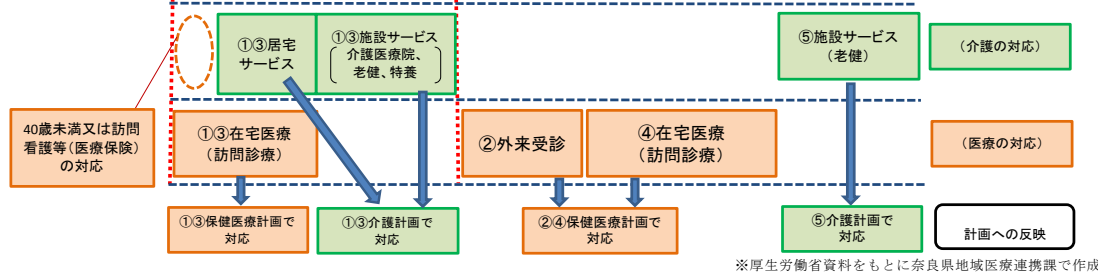 ①③居宅
サービス
①③施設サービス
介護医療院、
老健、特養
⑤施設サービス
（老健）
（介護の対応）
40歳未満又は訪問
看護等（医療保険）
の対応
①③在宅医療
（訪問診療）
②外来受診
④在宅医療
（訪問診療）
（医療の対応）
①③保健医療計画で
対応
①③介護計画で
対応
②④保健医療計画で
対応
⑤介護計画で
対応
計画への反映
※厚生労働省資料をもとに奈良県地域医療連携課で作成